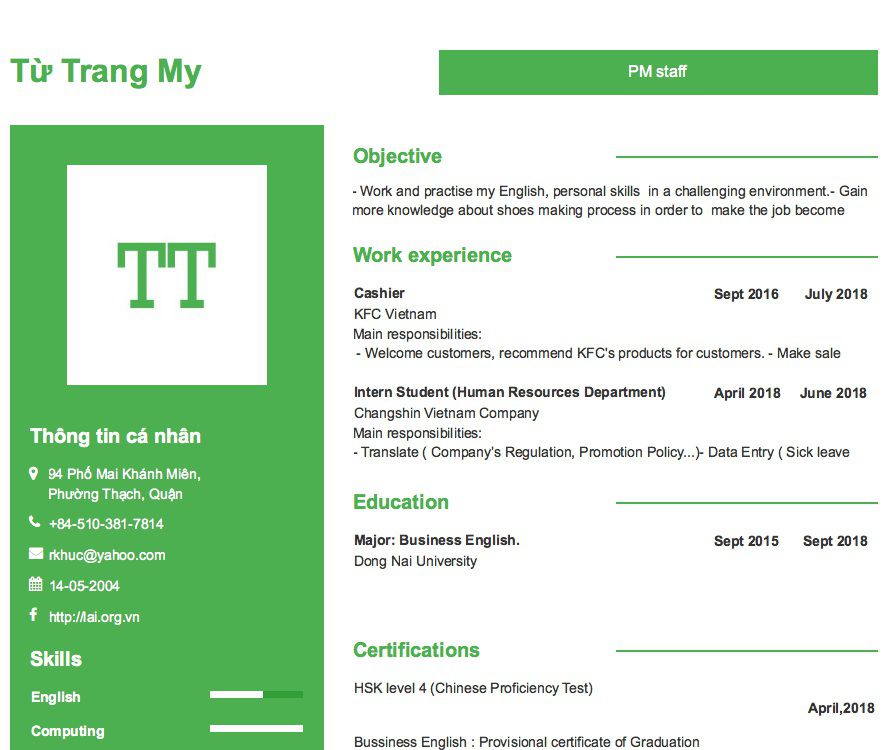 Từ Trang My
PM staff
TT
Thông tin cá nhân
94 Phố Mai Khánh Miên,
Phường Thạch, Quận
+84-510-381-7814
rkhuc@yahoo.com
14-05-2004
http://lai.org.vn
Skills
English
Computing
Objective
- Work and practise my English, personal skills in a challenging environment.- Gain
more knowledge about shoes making process in order to make the job become
Work experience
Cashier Sept 2016 July 2018
KFC Vietnam
Main responsibilities:
- Welcome customers, recommend KFC's products for customers. - Make sale
Intern Student (Human Resources Department) April 2018 June 2018
Changshin Vietnam Company
Main responsibilities:
- Translate ( Company's Regulation, Promotion Policy...)- Data Entry ( Sick leave
Education
Major: Business English. Sept 2015 Sept 2018
Dong Nai University
Certifications
HSK level 4 (Chinese Proficiency Test)
April,2018
Bussiness English : Provisional certificate of Graduation